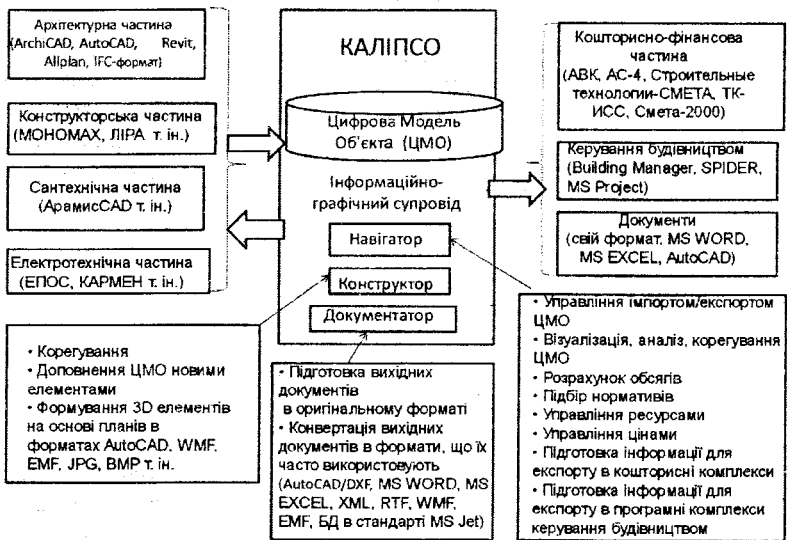 Архітектурна частина
(ArchiCAD, AutoCAD, Revit,
Allplan, IFC-формат)
Конструкторська частина
(МОНОМАХ, ЛІРА т. ін.)
Сантехнічна частина
(АрамисCAD т. ін.)
Електротехнічна частина
(ЕПОС, КАРМЕН т. ін.)
КАЛІПСО
Цифрова Модель
Об'єкта (ЦМО)
Інформаційно-
графічний супровід
Навігатор
Конструктор
Документатор
Кошторисно-фінансова
частина
(АВК, АС-4, Строительные
технологии-СМЕТА, ТК-
ИСС, Смета-2000)
Керування будівництвом
(Building Manager, SPIDER,
MS Project)
Документи
(свій формат. MS WORD,
MS EXCEL, AutoCAD)
• Корегування
• Доповнення ЦМО новими
елементами
• Формування 3D елементів
на основі планів в
форматах AutoCAD, WMF,
EMF, JPG, BMP т. ін.
• Підготовка вихідних
документів
в оригінальному форматі
• Конвертація вихідних
документів в формати, що їх
часто використовують
(AutoCAD/DXF, MS WORD, MS
EXCEL, XML, RTF, WMF,
EMF, БД в стандарті MS Jet)
• Управління імпортом/експортом
ЦМО
• Візуалізація, аналіз, корегування
ЦМО
• Розрахунок обсягів
• Підбір нормативів
• Управління ресурсами
• Управління цінами
• Підготовка інформації для
експорту в кошторисні комплекси
• Підготовка інформації для
експорту в програмні комплекси
керування будівництвом